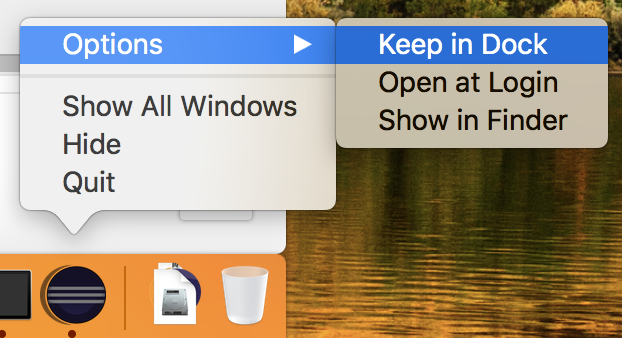 Options
Keep in Dock
Open at Login
Show in Finder
Show All Windows
Hide
Quit